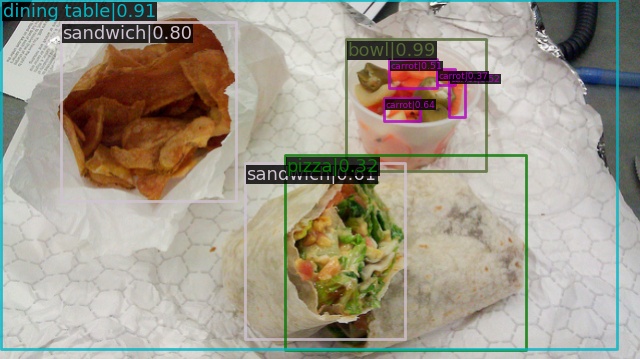 dining table|0.91
sandwich|0.80
bowl|0.99
carrot|0.51
carrot|0.37
carrot|0.64
pizza|0.32
sandwich|0.61